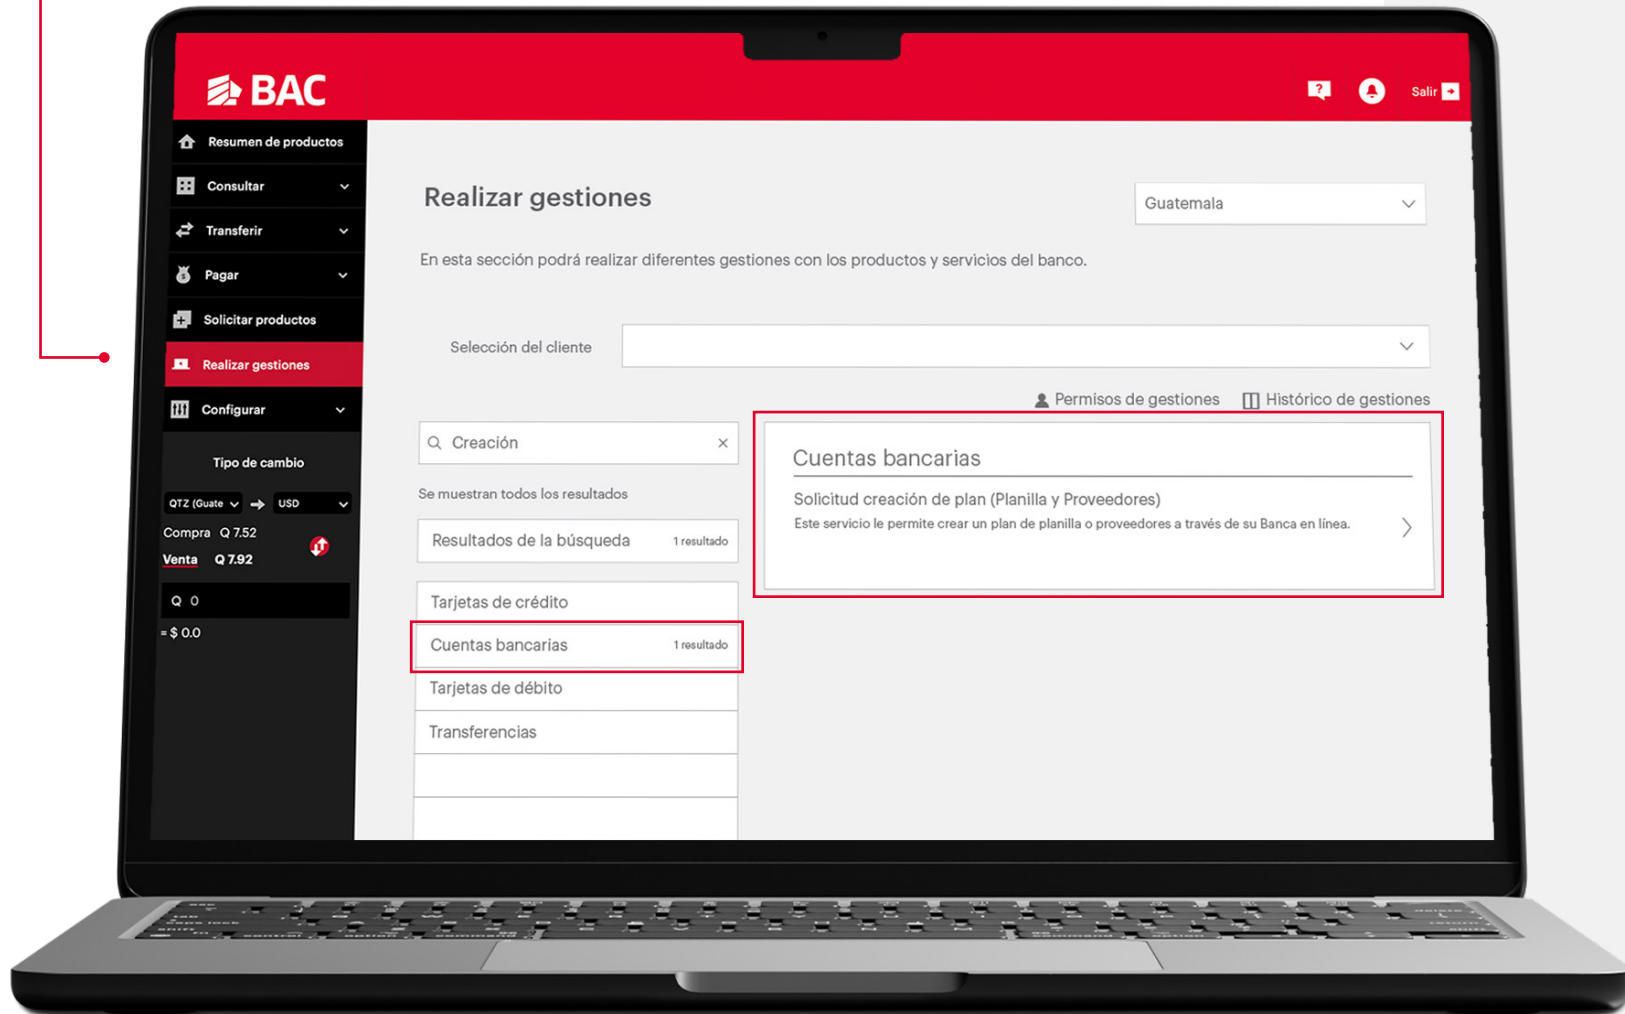 BAC
Salir
Resumen de productos
Consultar
Transferir
Pagar
Solicitar productos
Realizar gestiones
Configurar
Tipo de cambio
QTZ (Guate
USD
Compra Q 7.52
Venta Q 7.92
Q 0
= $ 0.0
Realizar gestiones
Guatemala
En esta sección podrá realizar diferentes gestiones con los productos y servicios del banco.
Selección del cliente
Permisos de gestiones
Histórico de gestiones
Creación
Se muestran todos los resultados
Resultados de la búsqueda 1 resultado
Tarjetas de crédito
Cuentas bancarias 1 resultado
Tarjetas de débito
Transferencias
Cuentas bancarias
Solicitud creación de plan (Planilla y Proveedores)
Este servicio le permite crear un plan de planilla o proveedores a través de su Banca en línea.